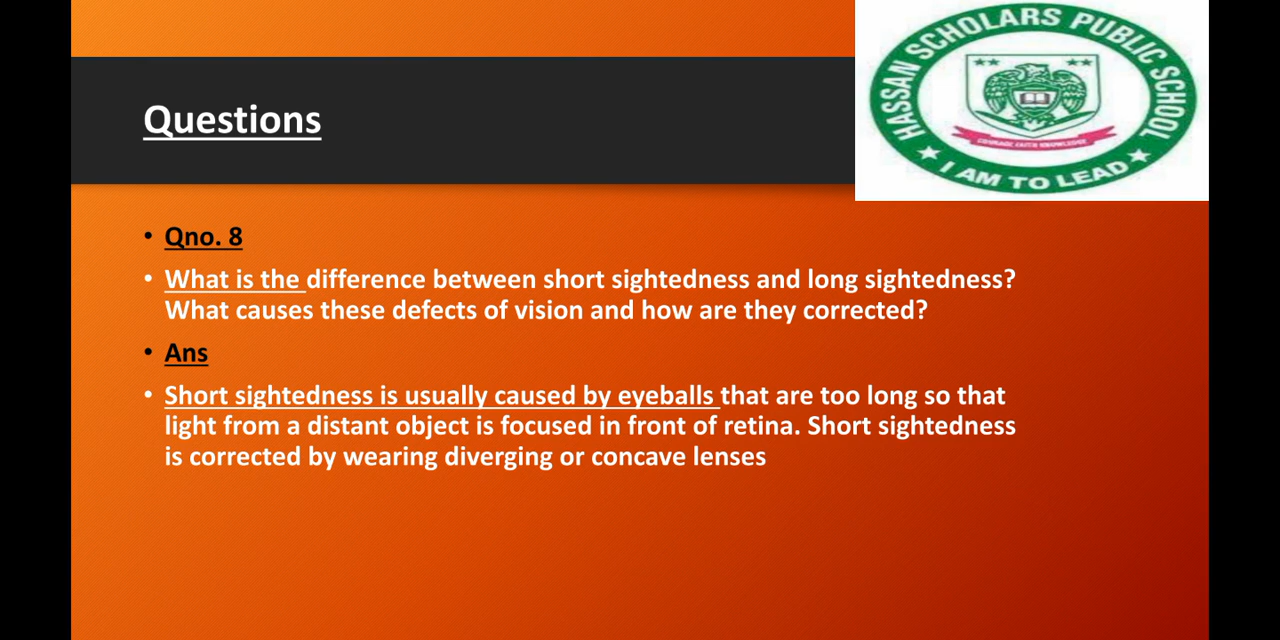 HASSAN SCHOLARS PUBLIC SCHOOL
COURAGE FAITH KNOWLEDGE
I AM TO LEAD
Questions
Qno. 8
What is the difference between short sightedness and long sightedness?
What causes these defects of vision and how are they corrected?
Ans
Short sightedness is usually caused by eyeballs that are too long so that
light from a distant object is focused in front of retina. Short sightedness
is corrected by wearing diverging or concave lenses